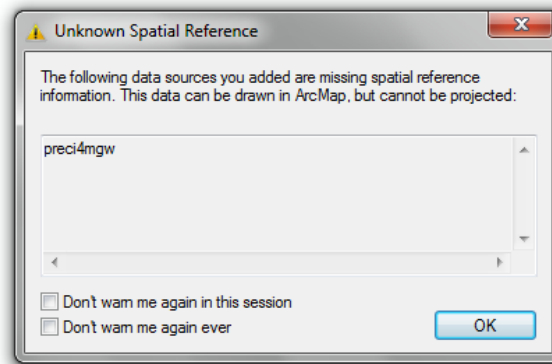 Unknown Spatial Reference
The following data sources you added are missing spatial reference
information. This data can be drawn in ArcMap, but cannot be projected:
preci4mgw
Don't warn me again in this session
Don't warn me again ever
OK